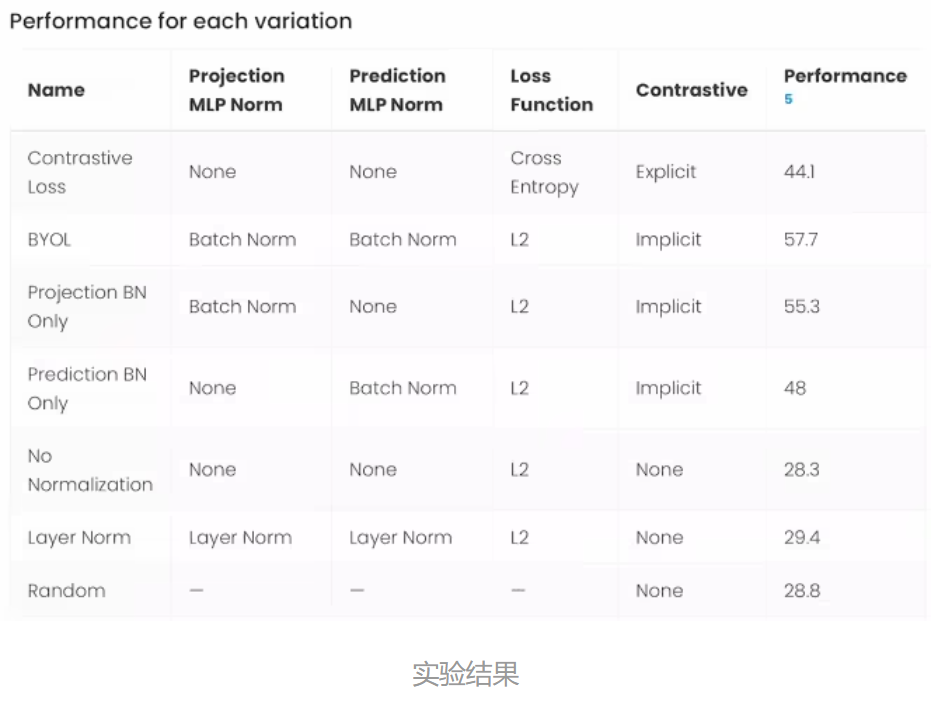 Performance for each variation
Name Projection MLP Norm Prediction MLP Norm Loss Function Contrastive Performance 5
Contrastive Loss None None Cross Entropy Explicit 44.1
BYOL Batch Norm Batch Norm L2 Implicit 57.7
Projection BN Only Batch Norm None L2 Implicit 55.3
Prediction BN Only None Batch Norm L2 Implicit 48
No Normalization None None L2 None 28.3
Layer Norm Layer Norm Layer Norm L2 None 29.4
Random — — — None 28.8
实验结果